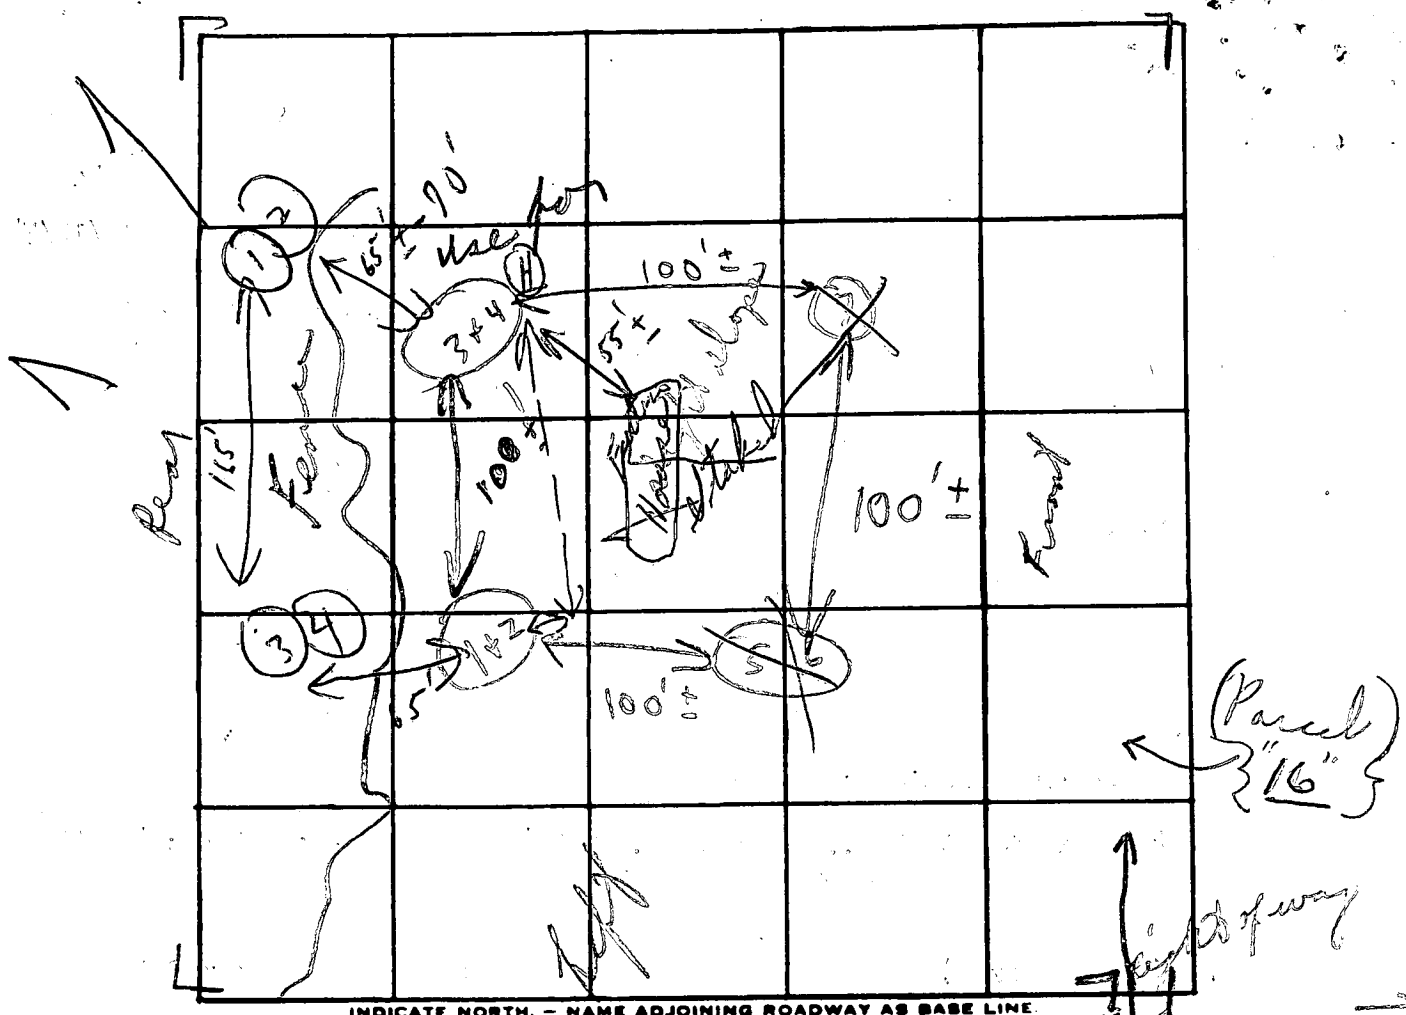 2
1
65' ± 70'
Use for
H
100' ±
7
3 + 4
55' ±
Staked
Rear
165'
Fence
100 ±
100' ±
Front
3
4
1 + 2
65'
5
6
100' ±
(Parcel)
{"16"}
Left
Right of way
INDICATE NORTH. – NAME ADJOINING ROADWAY AS BASE LINE.